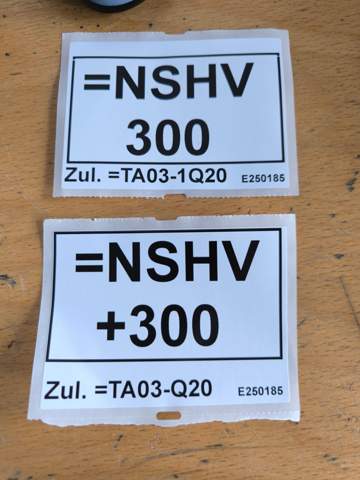 =NSHV
300
Zul. =TA03-1Q20 E250185
=NSHV
+300
Zul. =TA03-Q20 E250185